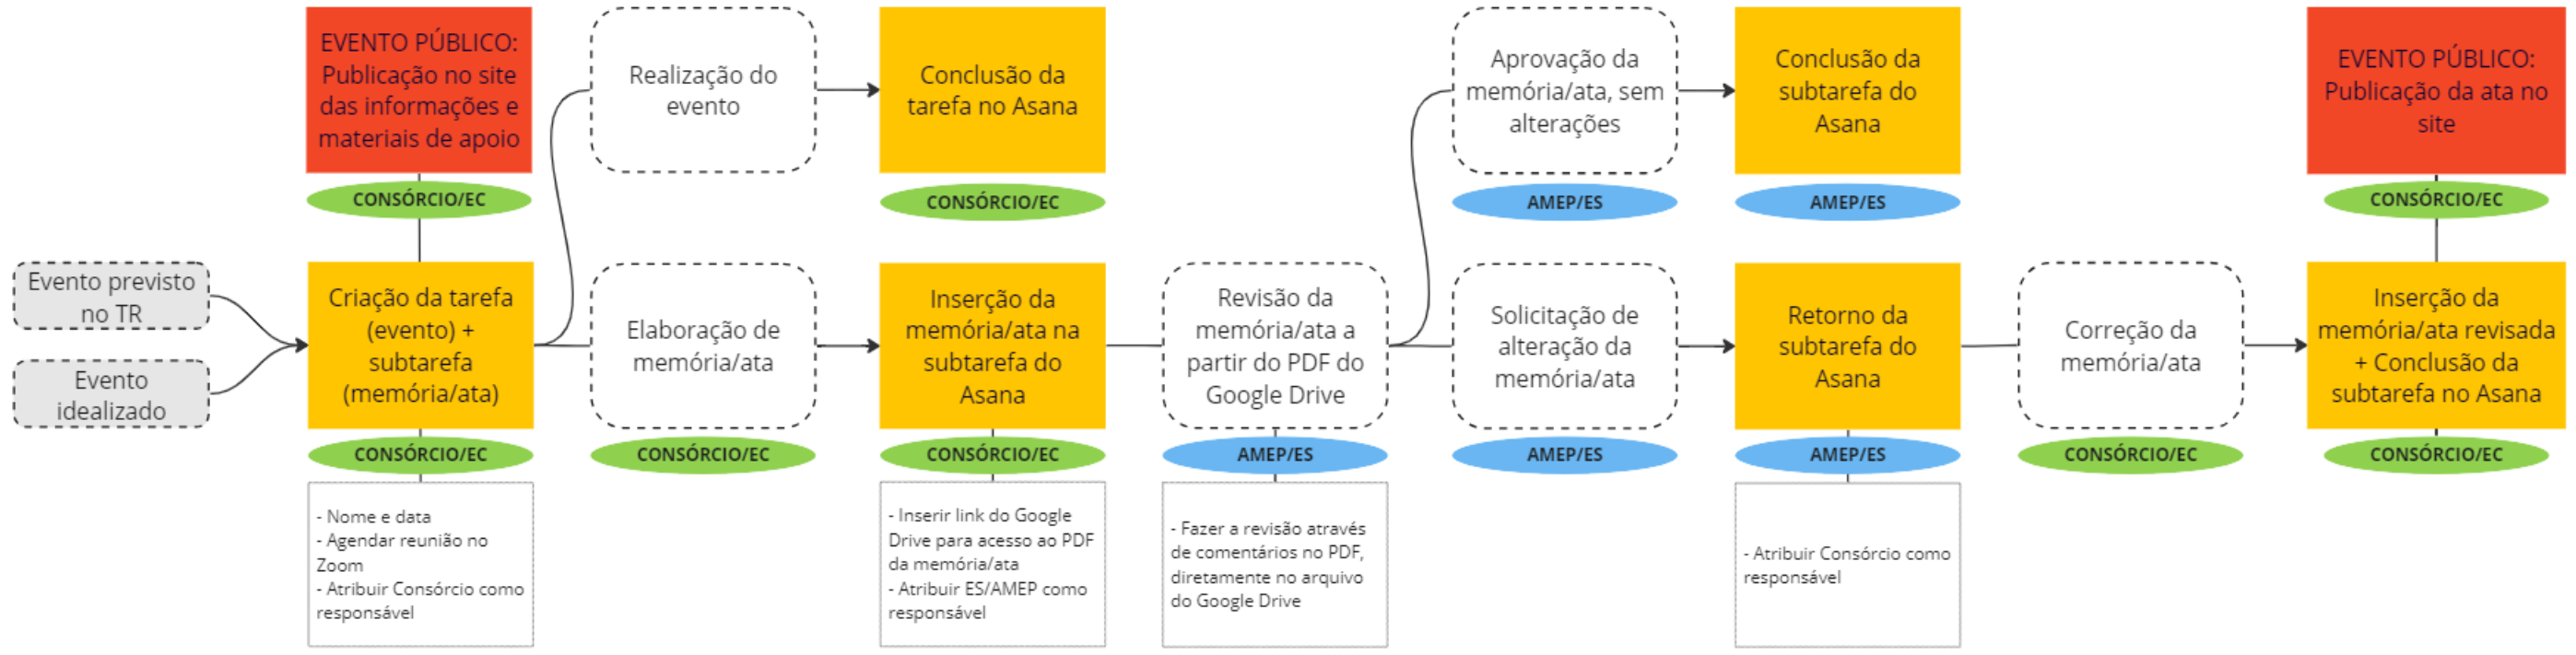 EVENTO PÚBLICO:
Publicação no site
das informações e
materiais de apoio
CONSÓRCIO/EC
Realização do
evento
Conclusão da
tarefa no Asana
CONSÓRCIO/EC
Aprovação da
memória/ata, sem
alterações
AMEP/ES
Conclusão da
subtarefa do
Asana
AMEP/ES
EVENTO PÚBLICO:
Publicação da ata no
site
CONSÓRCIO/EC
Evento previsto
no TR
Evento
idealizado
Criação da tarefa
(evento) +
subtarefa
(memória/ata)
CONSÓRCIO/EC
- Nome e data
- Agendar reunião no
Zoom
- Atribuir Consórcio como
responsável
Elaboração de
memória/ata
CONSÓRCIO/EC
Inserção da
memória/ata na
subtarefa do
Asana
CONSÓRCIO/EC
- Inserir link do Google
Drive para acesso ao PDF
da memória/ata
- Atribuir ES/AMEP como
responsável
Revisão da
memória/ata a
partir do PDF do
Google Drive
AMEP/ES
- Fazer a revisão através
de comentários no PDF,
diretamente no arquivo
do Google Drive
Solicitação de
alteração da
memória/ata
AMEP/ES
Retorno da
subtarefa do
Asana
AMEP/ES
- Atribuir Consórcio como
responsável
Correção da
memória/ata
CONSÓRCIO/EC
Inserção da
memória/ata revisada
+ Conclusão da
subtarefa no Asana
CONSÓRCIO/EC